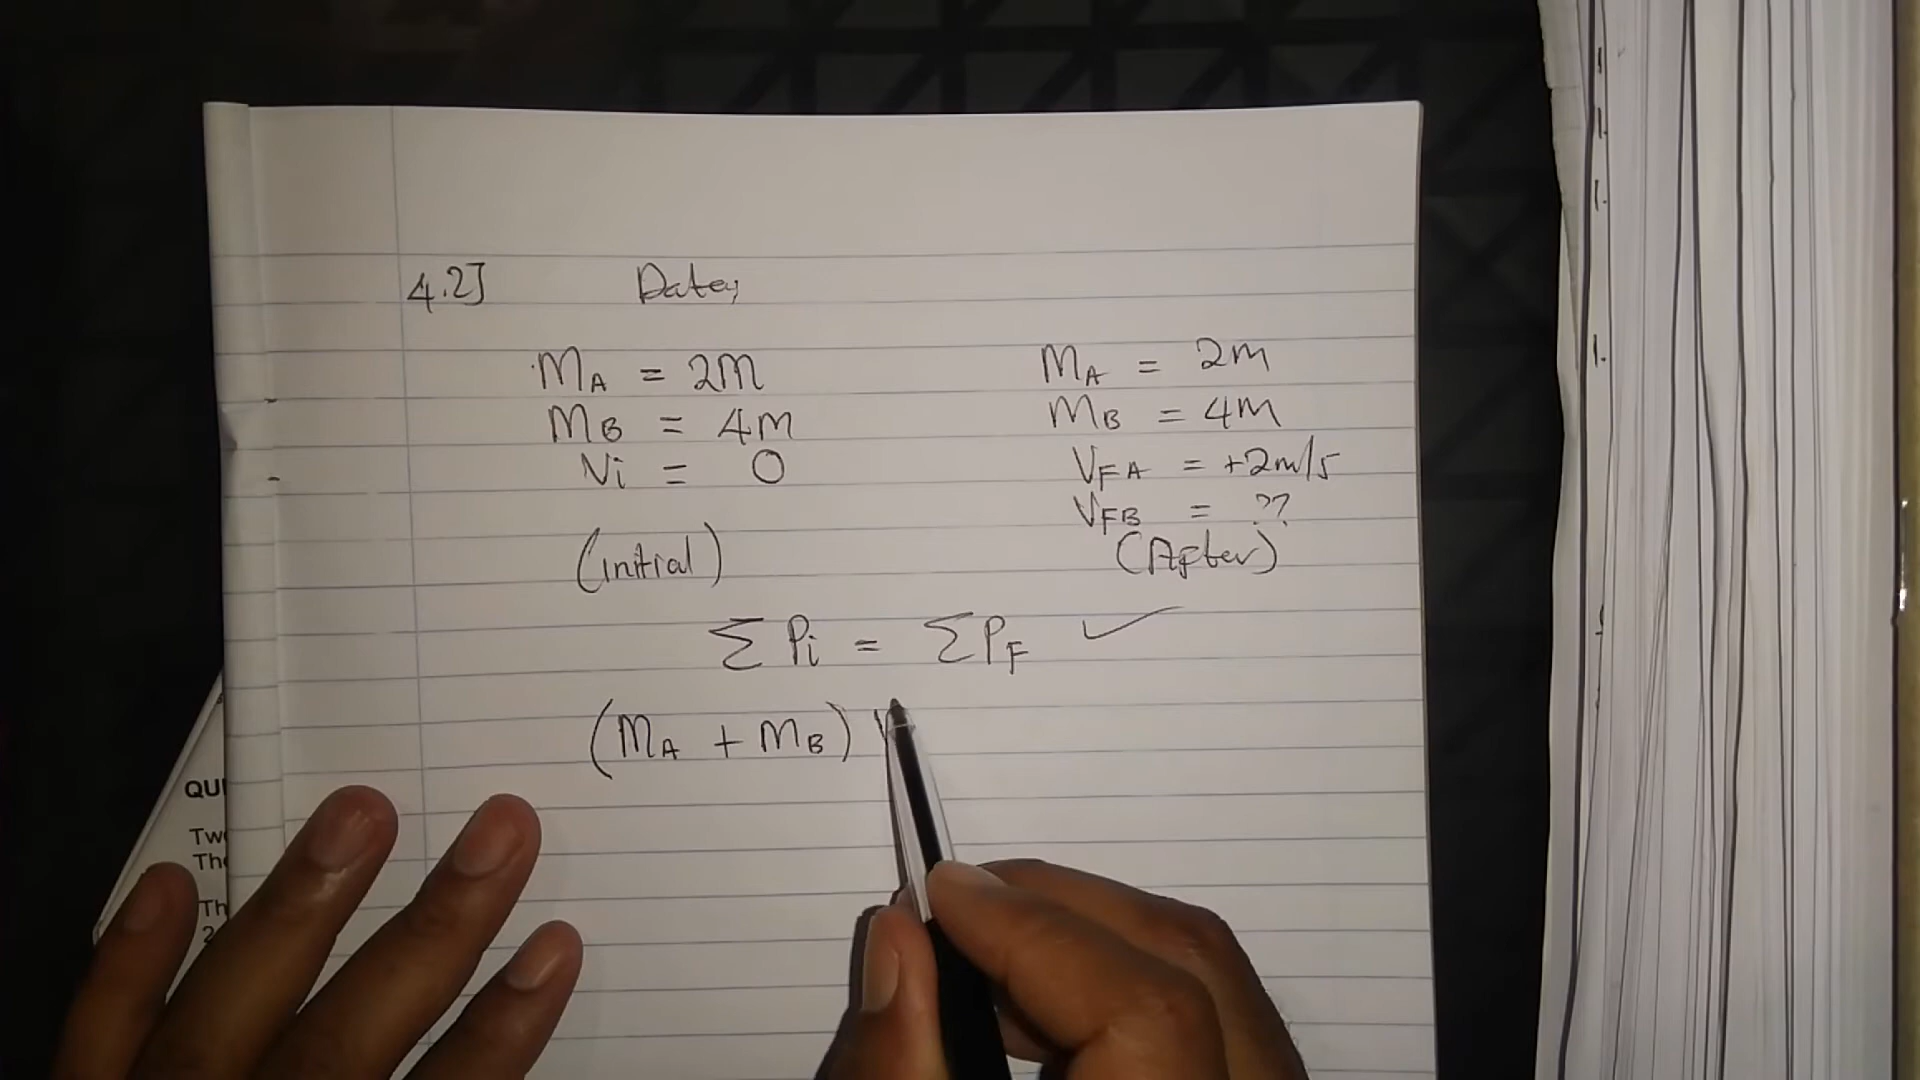 4.2] Data,
MA = 2M
MB = 4M
Vi = 0
(initial)
MA = 2m
MB = 4M
VFA = +2m/s
VFB = ??
(After)
ΣPi = ΣPF ✓
(MA + MB) V
QU
Tw
The
Th
2